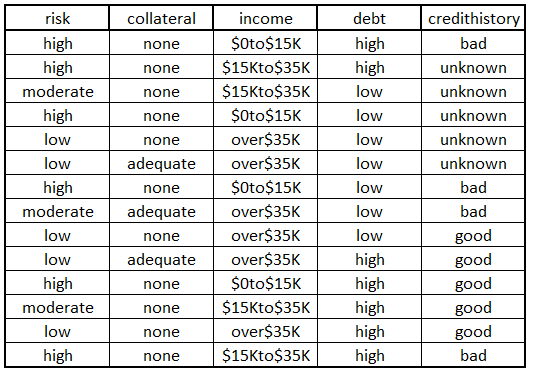 risk collateral income debt credithistory
high none $0to$15K high bad
high none $15Kto$35K high unknown
moderate none $15Kto$35K low unknown
high none $0to$15K low unknown
low none over$35K low unknown
low adequate over$35K low unknown
high none $0to$15K low bad
moderate adequate over$35K low bad
low none over$35K low good
low adequate over$35K high good
high none $0to$15K high good
moderate none $15Kto$35K high good
low none over$35K high good
high none $15Kto$35K high bad